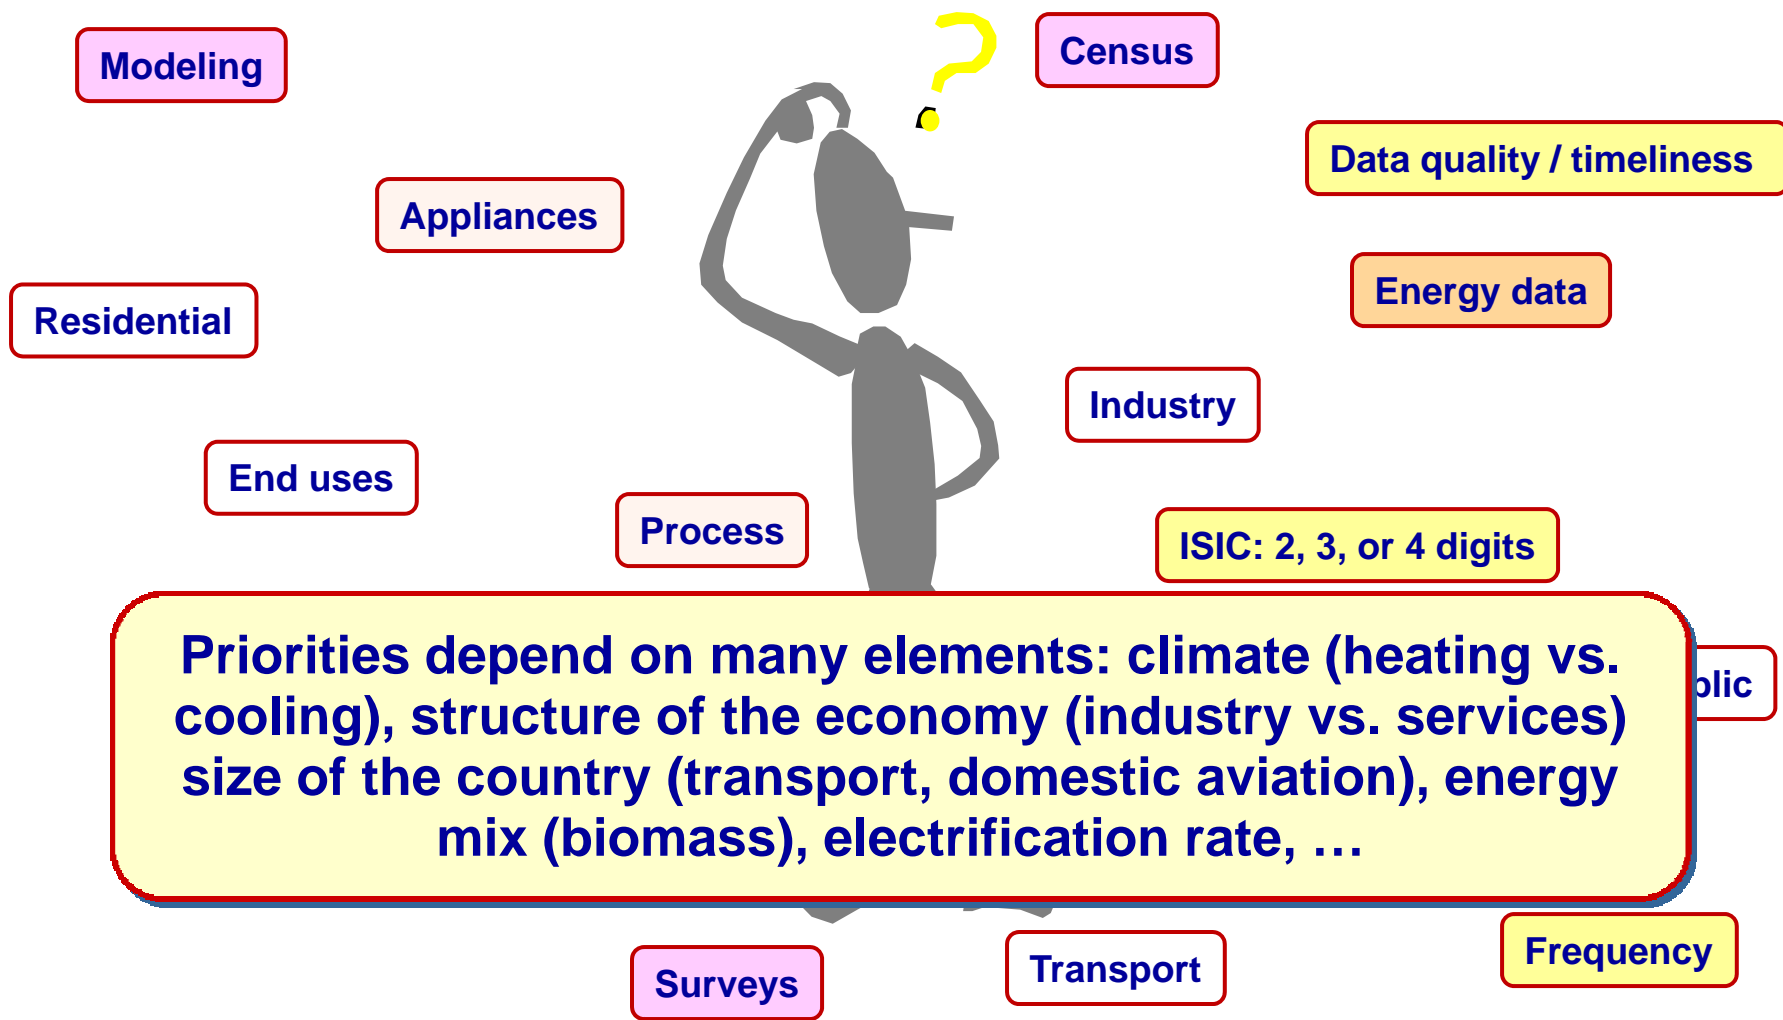 Modeling
Census
Data quality / timeliness
Appliances
Energy data
Residential
Industry
End uses
Process
ISIC: 2, 3, or 4 digits
Priorities depend on many elements: climate (heating vs.
cooling), structure of the economy (industry vs. services)
size of the country (transport, domestic aviation), energy
mix (biomass), electrification rate, …
Frequency
Transport
Surveys